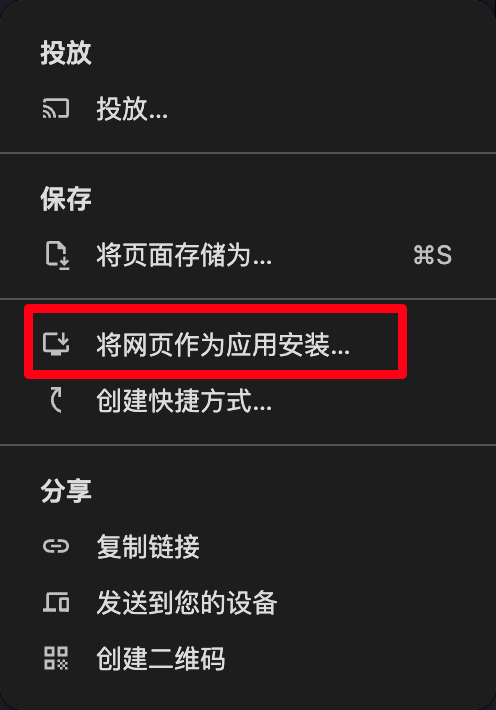 投放
投放...
保存
将页面存储为... ⌘S
将网页作为应用安装...
创建快捷方式...
分享
复制链接
发送到您的设备
创建二维码